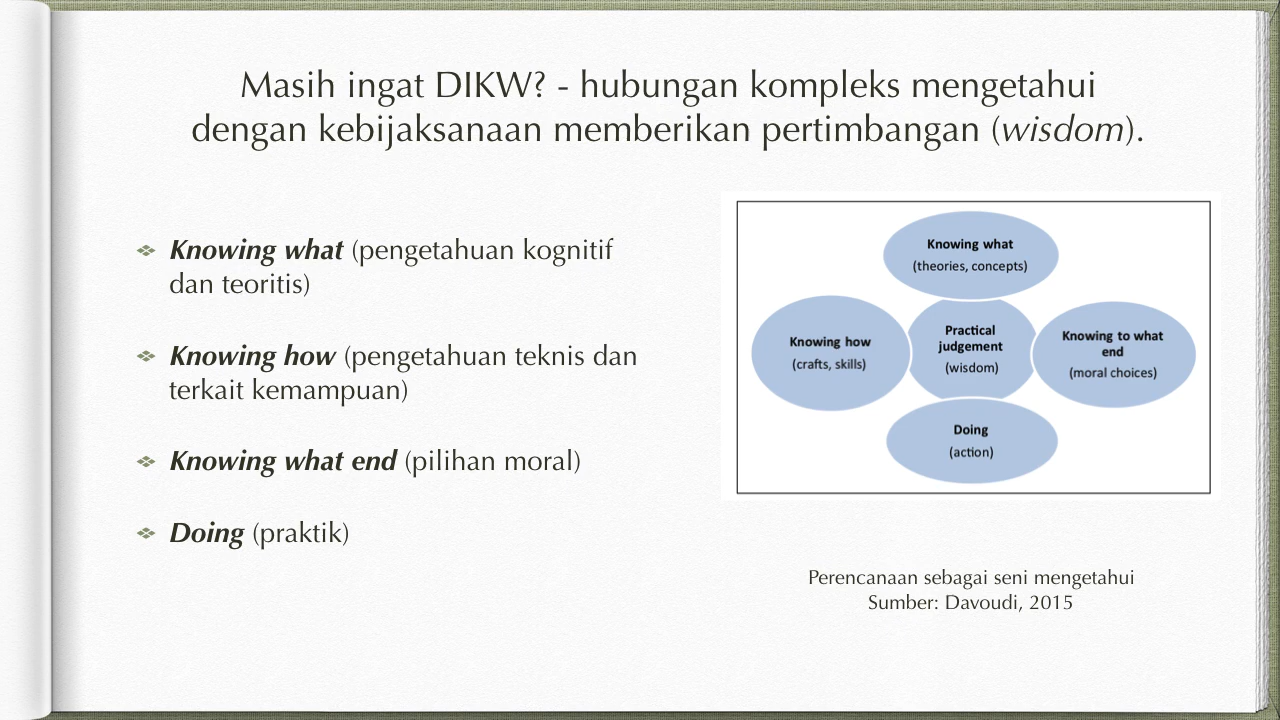 Masih ingat DIKW? - hubungan kompleks mengetahui
dengan kebijaksanaan memberikan pertimbangan (wisdom).
Knowing what (pengetahuan kognitif
dan teoritis)
Knowing how (pengetahuan teknis dan
terkait kemampuan)
Knowing what end (pilihan moral)
Doing (praktik)
Knowing what
(theories, concepts)
Knowing how
(crafts, skills)
Practical
judgement
(wisdom)
Knowing to what
end
(moral choices)
Doing
(action)
Perencanaan sebagai seni mengetahui
Sumber: Davoudi, 2015